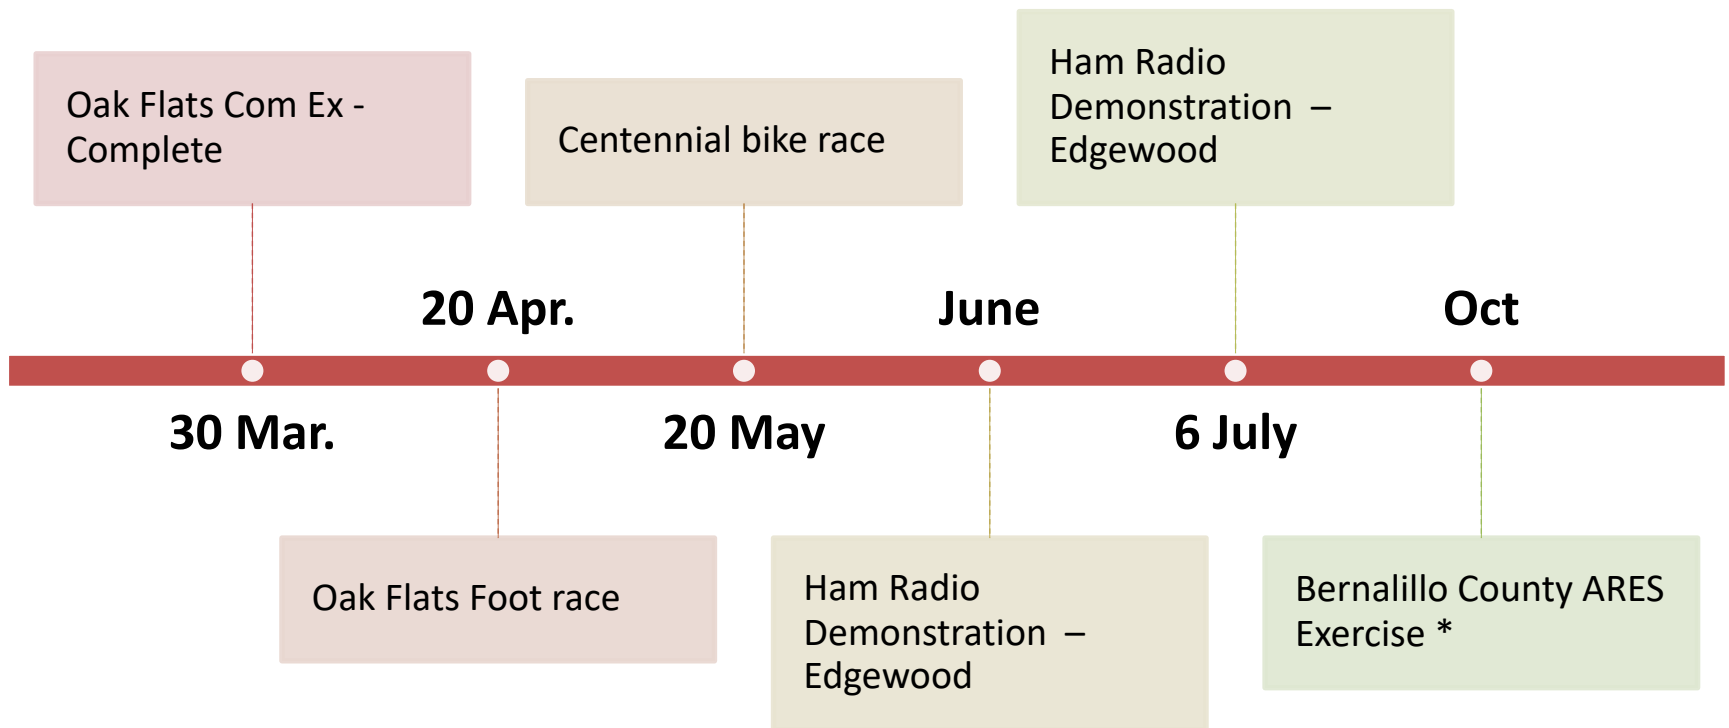 Oak Flats Com Ex -
Complete
Centennial bike race
Ham Radio
Demonstration –
Edgewood
20 Apr.
June
Oct
30 Mar.
20 May
6 July
Oak Flats Foot race
Ham Radio
Demonstration –
Edgewood
Bernalillo County ARES
Exercise *